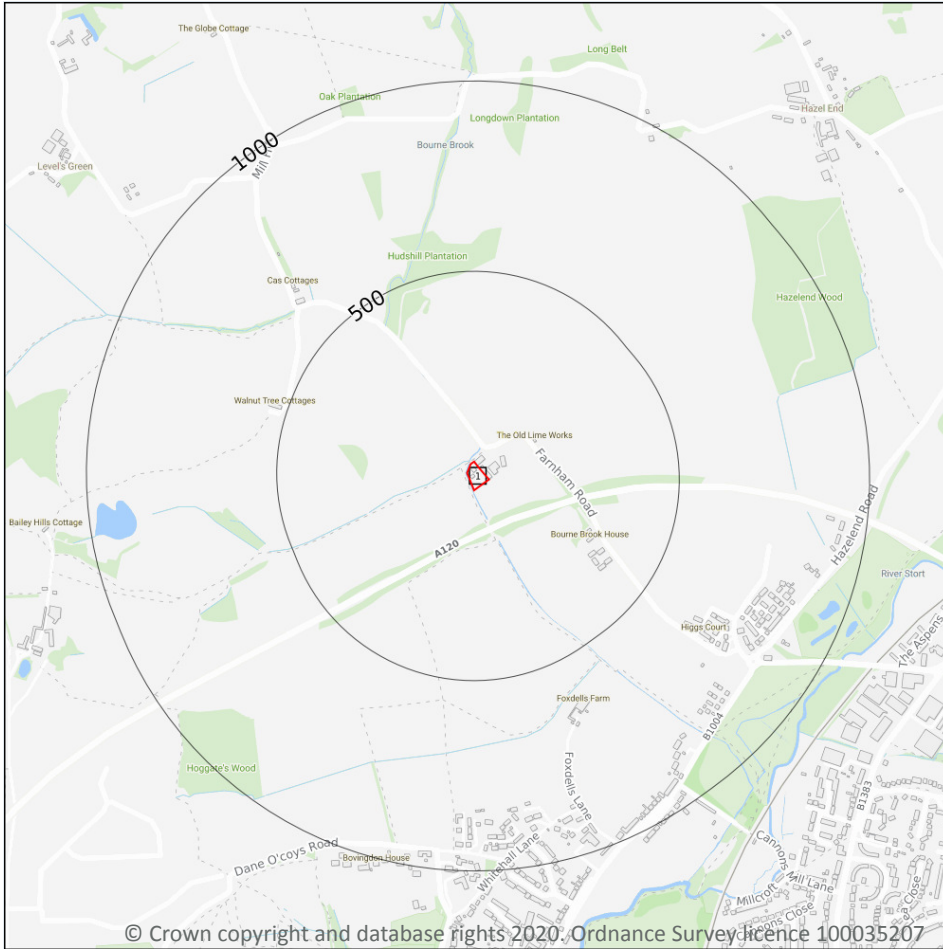 The Globe Cottage
Long Belt
Oak Plantation
Longdown Plantation
Hazel End
1000
Bourne Brook
Level's Green
Hudshill Plantation
Cas Cottages
500
Hazelend Wood
Walnut Tree Cottages
The Old Lime Works
1
Farnham Road
Bailey Hills Cottage
A120
Bourne Brook House
Hazelend Road
River Stort
Higgs Court
The Aspens
Foxdells Farm
B1004
Hoggate's Wood
Foxdells Lane
B1383
Dane O'coys Road
Bovingdon House
Whitehall Lane
Cannons Mill Lane
Millcroft
© Crown copyright and database rights 2020. Ordnance Survey licence 100035207